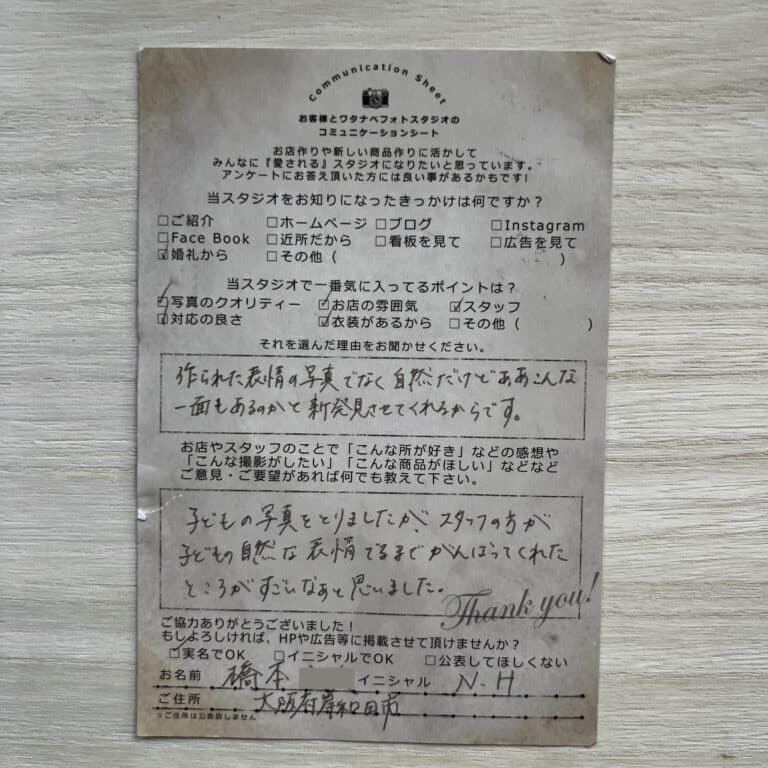 Communication Sheet
お客様とワタナベフォトスタジオの
コミュニケーションシート
お店作りや新しい商品作りに活かして
みんなに『愛される』スタジオになりたいと思っています。
アンケートにお答え頂いた方には良い事があるかもです!
当スタジオをお知りになったきっかけは何ですか？
□ご紹介 □ホームページ □ブログ □Instagram
□Face Book □近所だから □看板を見て □広告を見て
☑婚礼から □その他（ ）
当スタジオで一番気に入ってるポイントは？
☑写真のクオリティー ☑お店の雰囲気 ☑スタッフ
☑対応の良さ ☑衣装があるから □その他（ ）
それを選んだ理由をお聞かせください。
作られた表情の写真でなく自然だけどああこんな
一面もあるのかと新発見させてくれるからです。
お店やスタッフのことで「こんな所が好き」などの感想や
「こんな撮影がしたい」「こんな商品がほしい」などなど
ご意見・ご要望があれば何でも教えて下さい。
子どもの写真をとりましたが、スタッフの方が
子どもの自然な表情でるまでがんばってくれた
ところがすごいなあと思いました。
Thank you!
ご協力ありがとうございました！
もしよろしければ、HPや広告等に掲載させて頂けませんか？
☑実名でOK □イニシャルでOK □公表してほしくない
お名前 橋本 イニシャル N.H
ご住所 大阪府岸和田市
※ご住所は公表致しません